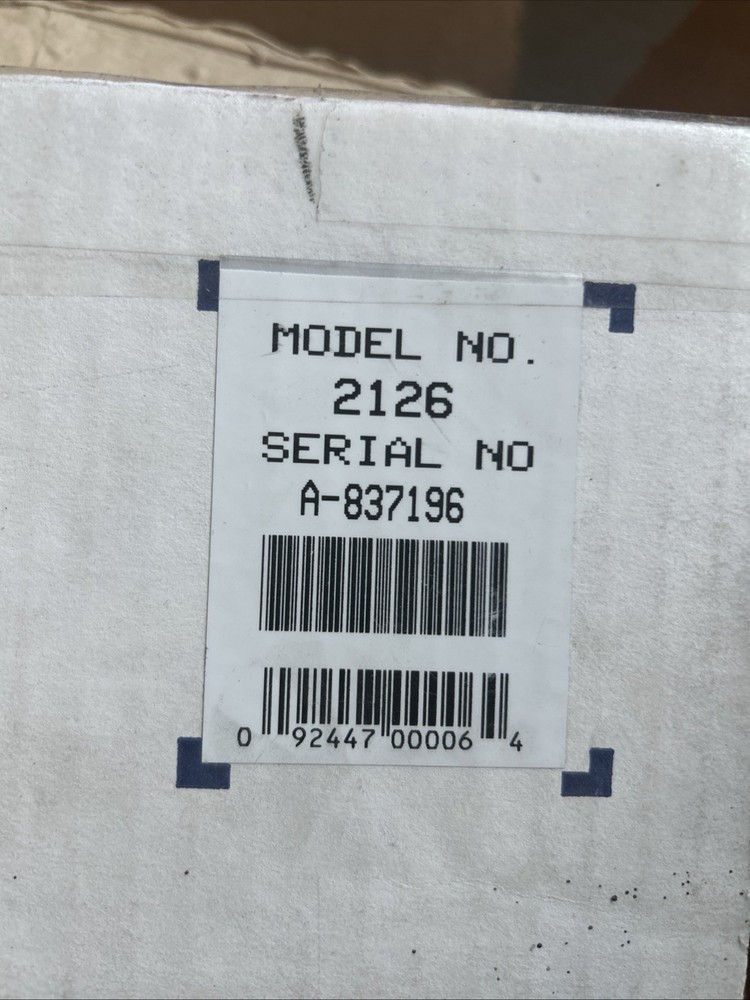 MODEL NO.
2126
SERIAL NO
A-837196
0 92447 00006 4